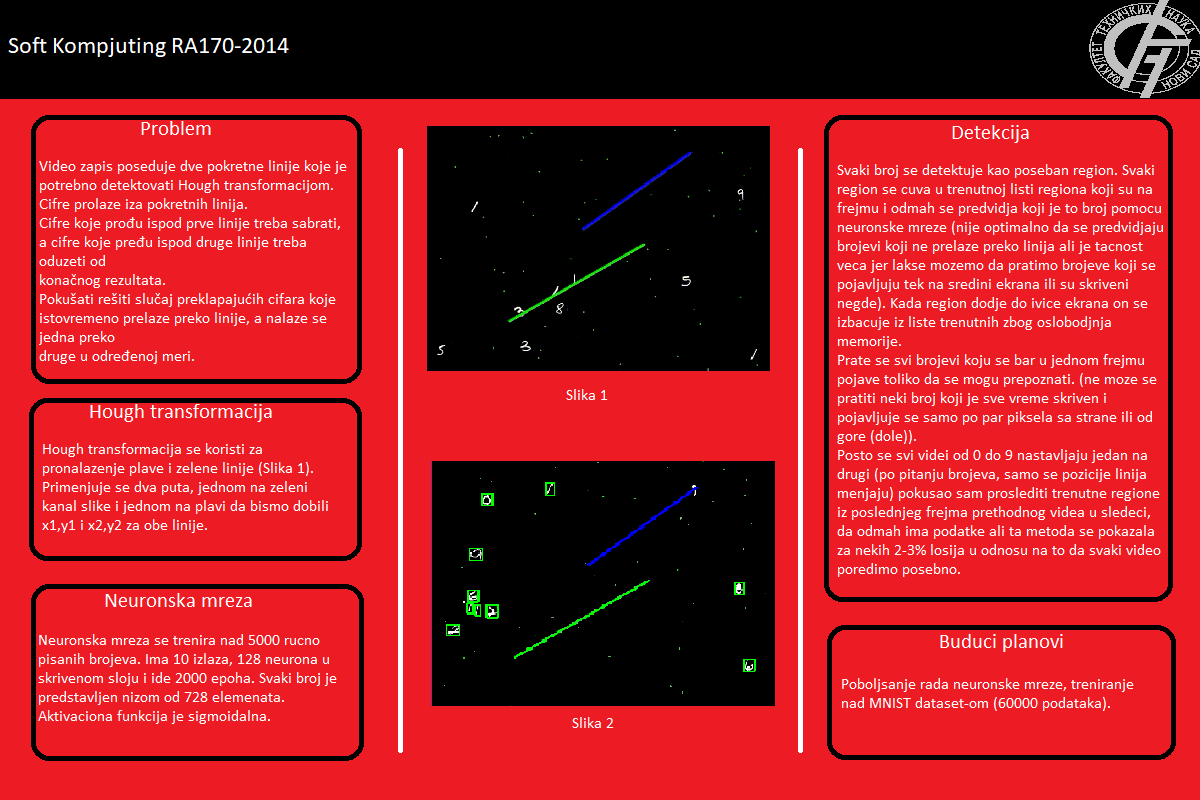 Soft Kompjuting RA170-2014
ФАКУЛТЕТ ТЕХНИЧКИХ НАУКА
НОВИ САД
Problem
Video zapis poseduje dve pokretne linije koje je
potrebno detektovati Hough transformacijom.
Cifre prolaze iza pokretnih linija.
Cifre koje prođu ispod prve linije treba sabrati,
a cifre koje pređu ispod druge linije treba
oduzeti od
konačnog rezultata.
Pokušati rešiti slučaj preklapajućih cifara koje
istovremeno prelaze preko linije, a nalaze se
jedna preko
druge u određenoj meri.
Hough transformacija
Hough transformacija se koristi za
pronalazenje plave i zelene linije (Slika 1).
Primenjuje se dva puta, jednom na zeleni
kanal slike i jednom na plavi da bismo dobili
x1,y1 i x2,y2 za obe linije.
Neuronska mreza
Neuronska mreza se trenira nad 5000 rucno
pisanih brojeva. Ima 10 izlaza, 128 neurona u
skrivenom sloju i ide 2000 epoha. Svaki broj je
predstavljen nizom od 728 elemenata.
Aktivaciona funkcija je sigmoidalna.
1
9
1
5
3
8
5
3
1
Slika 1
Slika 2
Detekcija
Svaki broj se detektuje kao poseban region. Svaki
region se cuva u trenutnoj listi regiona koji su na
frejmu i odmah se predvidja koji je to broj pomocu
neuronske mreze (nije optimalno da se predvidjaju
brojevi koji ne prelaze preko linija ali je tacnost
veca jer lakse mozemo da pratimo brojeve koji se
pojavljuju tek na sredini ekrana ili su skriveni
negde). Kada region dodje do ivice ekrana on se
izbacuje iz liste trenutnih zbog oslobodjnja
memorije.
Prate se svi brojevi koju se bar u jednom frejmu
pojave toliko da se mogu prepoznati. (ne moze se
pratiti neki broj koji je sve vreme skriven i
pojavljuje se samo po par piksela sa strane ili od
gore (dole)).
Posto se svi videi od 0 do 9 nastavljaju jedan na
drugi (po pitanju brojeva, samo se pozicije linija
menjaju) pokusao sam proslediti trenutne regione
iz poslednjeg frejma prethodnog videa u sledeci,
da odmah ima podatke ali ta metoda se pokazala
za nekih 2-3% losija u odnosu na to da svaki video
poredimo posebno.
Buduci planovi
Poboljsanje rada neuronske mreze, treniranje
nad MNIST dataset-om (60000 podataka).